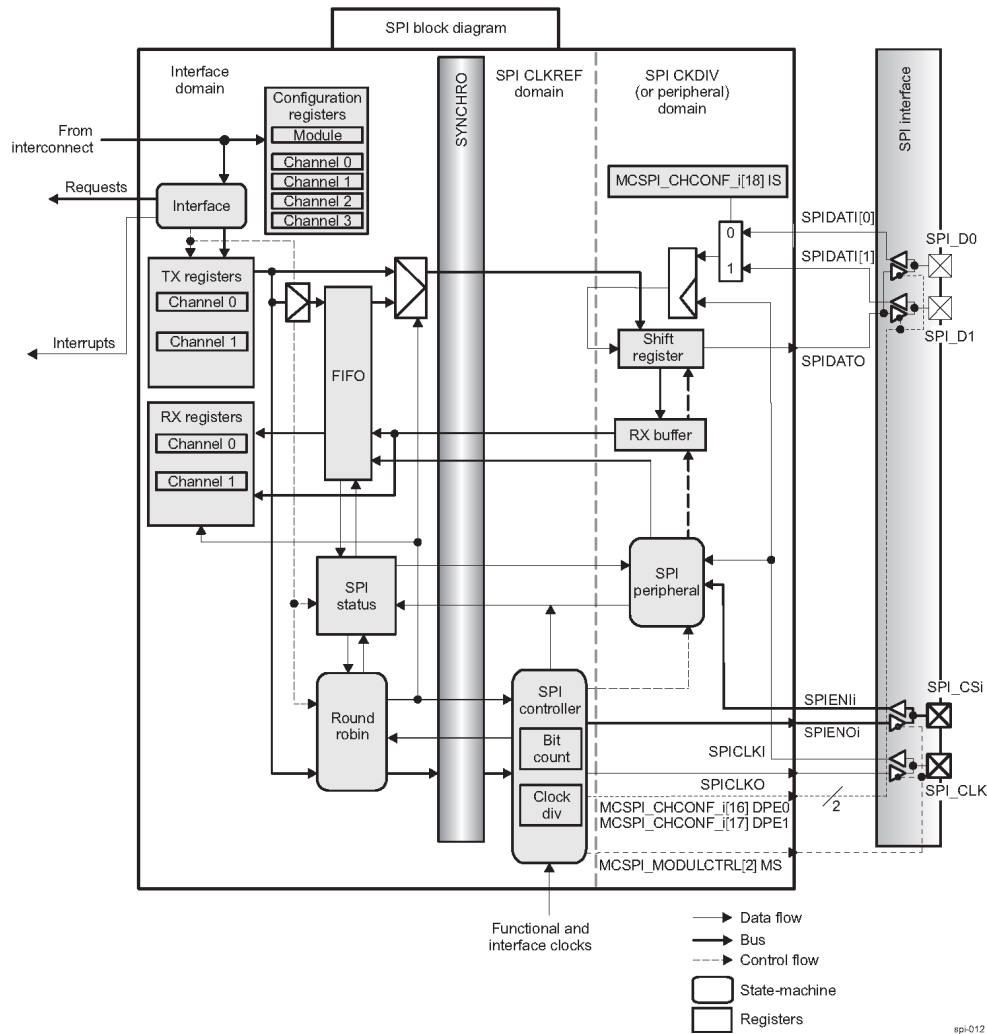 SPI block diagram
Interface
domain
SYNCHRO
SPI CLKREF
domain
SPI CKDIV
(or peripheral)
domain
SPI interface
Configuration
registers
Module
Channel 0
Channel 1
Channel 2
Channel 3
From
interconnect
Requests
Interface
Interrupts
TX registers
Channel 0
Channel 1
RX registers
Channel 0
Channel 1
FIFO
MCSPI_CHCONF_i[18] IS
0
1
SPIDATI[0]
SPI_D0
SPIDATI[1]
SPI_D1
SPIDATO
Shift
register
RX buffer
SPI
status
SPI
peripheral
Round
robin
SPI
controller
Bit
count
Clock
div
SPIENIi
SPI_CSi
SPIENOi
SPICLKI
SPICLKO
SPI_CLK
MCSPI_CHCONF_i[16] DPE0
MCSPI_CHCONF_i[17] DPE1
2
MCSPI_MODULCTRL[2] MS
Functional and
interface clocks
Data flow
Bus
Control flow
State-machine
Registers
spi-012